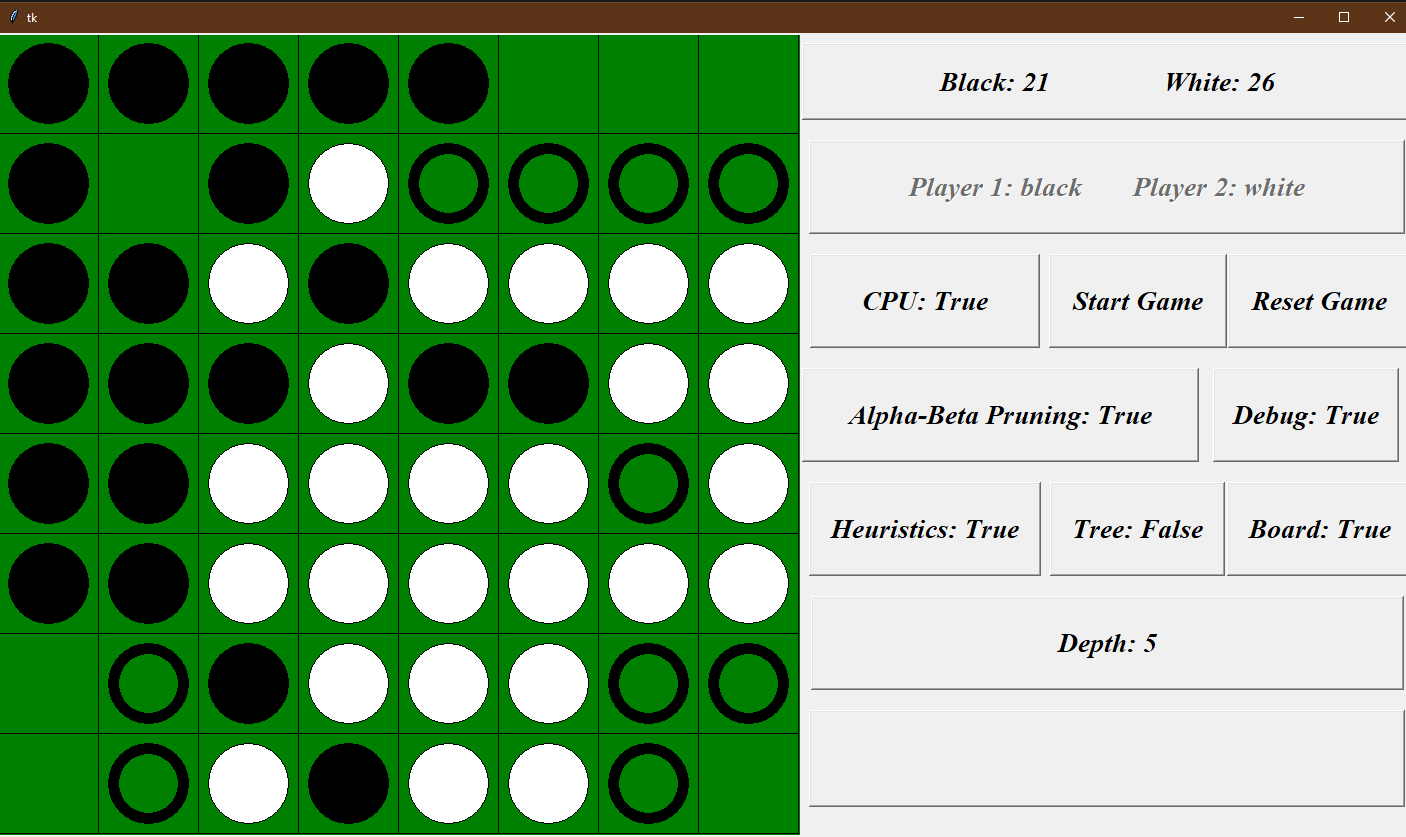 tk
Black: 21 White: 26
Player 1: black Player 2: white
CPU: True Start Game Reset Game
Alpha-Beta Pruning: True Debug: True
Heuristics: True Tree: False Board: True
Depth: 5